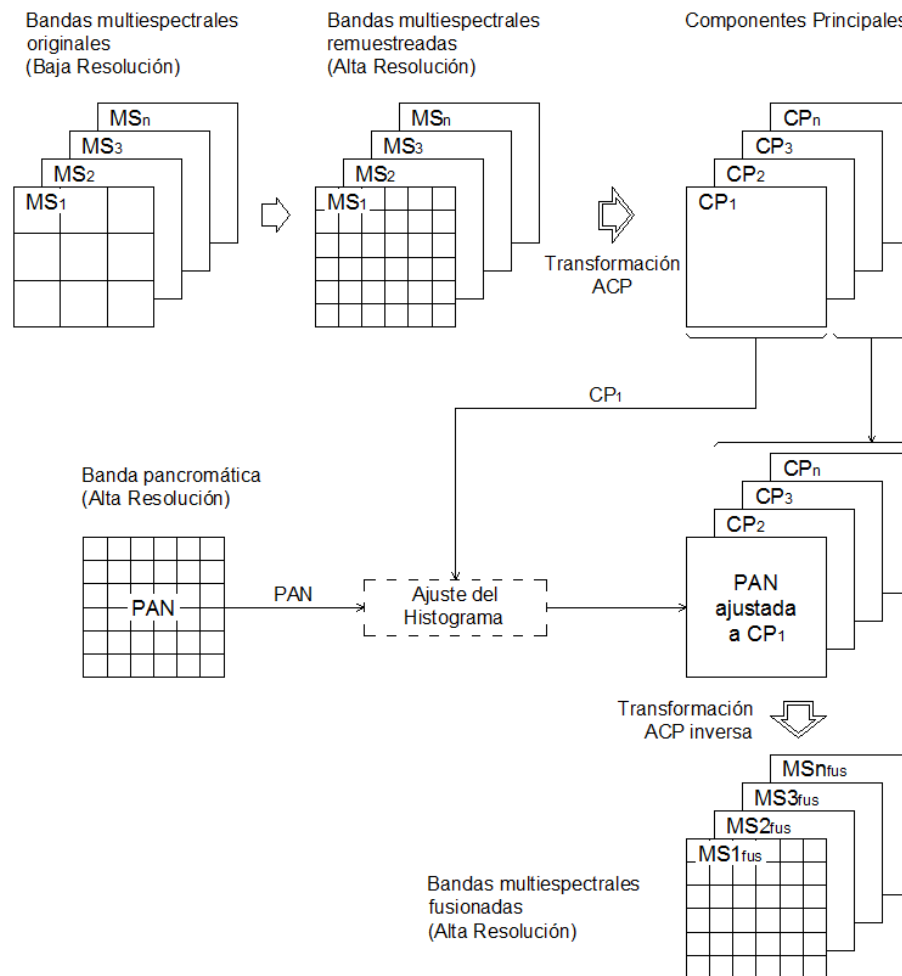 Bandas multiespectrales
originales
(Baja Resolución)
Bandas multiespectrales
remuestreadas
(Alta Resolución)
Componentes Principales
MSn
MS3
MS2
MS1
MSn
MS3
MS2
MS1
Transformación
ACP
CPn
CP3
CP2
CP1
CP1
Banda pancromática
(Alta Resolución)
PAN
PAN
Ajuste del
Histograma
CPn
CP3
CP2
PAN
ajustada
a CP1
Transformación
ACP inversa
MSnfus
MS3fus
MS2fus
MS1fus
Bandas multiespectrales
fusionadas
(Alta Resolución)